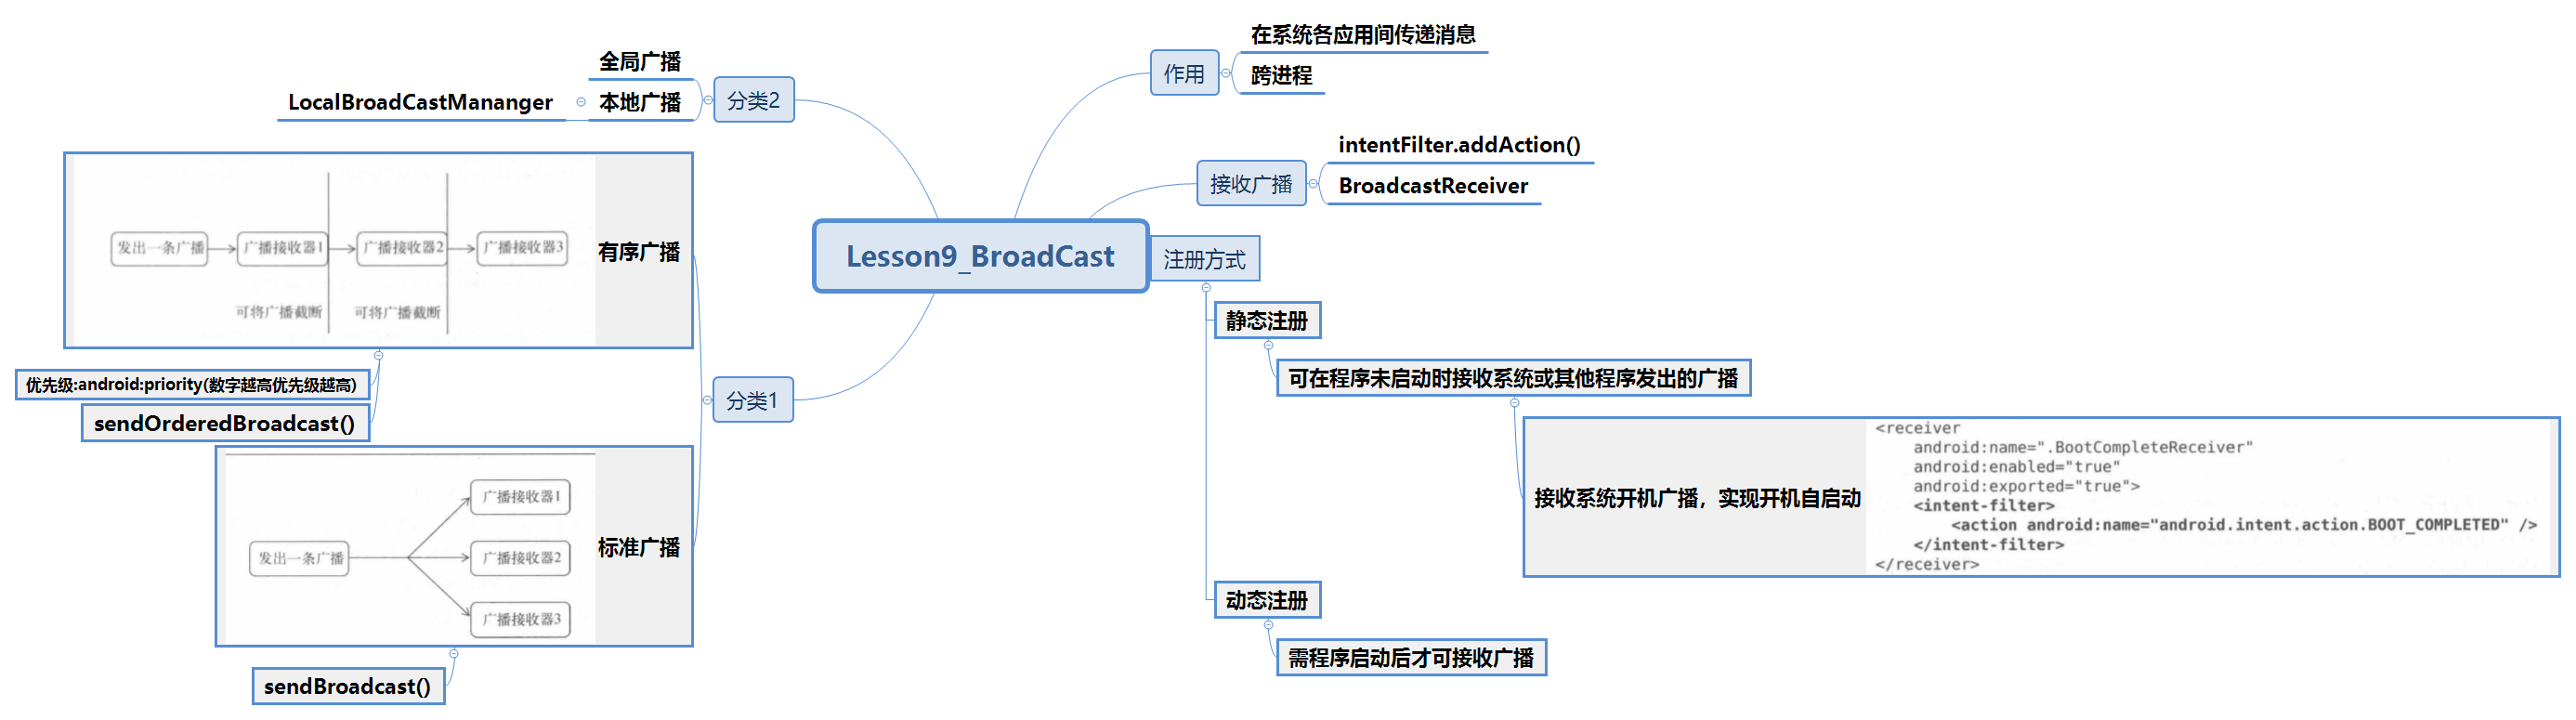 Lesson9_BroadCast
作用
在系统各应用间传递消息
跨进程
接收广播
intentFilter.addAction()
BroadcastReceiver
注册方式
静态注册
可在程序未启动时接收系统或其他程序发出的广播
接收系统开机广播，实现开机自启动
<receiver
android:name=".BootCompleteReceiver"
android:enabled="true"
android:exported="true">
<intent-filter>
<action android:name="android.intent.action.BOOT_COMPLETED" />
</intent-filter>
</receiver>
动态注册
需程序启动后才可接收广播
分类2
全局广播
本地广播
LocalBroadCastMananger
分类1
有序广播
发出一条广播
广播接收器1
广播接收器2
广播接收器3
可将广播截断
可将广播截断
优先级:android:priority(数字越高优先级越高)
sendOrderedBroadcast()
标准广播
发出一条广播
广播接收器1
广播接收器2
广播接收器3
sendBroadcast()